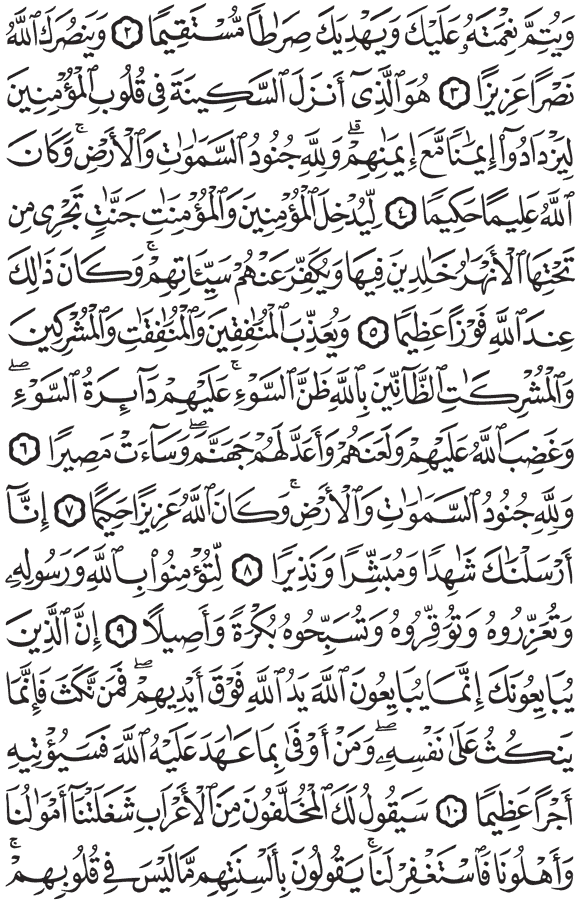 وَيُتِمَّ نِعْمَتَهُۥ عَلَيْكَ وَيَهْدِيَكَ صِرَٰطًا مُّسْتَقِيمًا ٢ وَيَنصُرَكَ ٱللَّهُ
نَصْرًا عَزِيزًا ٣ هُوَ ٱلَّذِىٓ أَنزَلَ ٱلسَّكِينَةَ فِى قُلُوبِ ٱلْمُؤْمِنِينَ
لِيَزْدَادُوٓا۟ إِيمَٰنًا مَّعَ إِيمَٰنِهِمْ ۗ وَلِلَّهِ جُنُودُ ٱلسَّمَٰوَٰتِ وَٱلْأَرْضِ ۚ وَكَانَ
ٱللَّهُ عَلِيمًا حَكِيمًا ٤ لِّيُدْخِلَ ٱلْمُؤْمِنِينَ وَٱلْمُؤْمِنَٰتِ جَنَّٰتٍ تَجْرِى مِن
تَحْتِهَا ٱلْأَنْهَٰرُ خَٰلِدِينَ فِيهَا وَيُكَفِّرَ عَنْهُمْ سَيِّـَٔاتِهِمْ ۚ وَكَانَ ذَٰلِكَ
عِندَ ٱللَّهِ فَوْزًا عَظِيمًا ٥ وَيُعَذِّبَ ٱلْمُنَٰفِقِينَ وَٱلْمُنَٰفِقَٰتِ وَٱلْمُشْرِكِينَ
وَٱلْمُشْرِكَٰتِ ٱلظَّآنِّينَ بِٱللَّهِ ظَنَّ ٱلسَّوْءِ ۚ عَلَيْهِمْ دَآئِرَةُ ٱلسَّوْءِ ۖ
وَغَضِبَ ٱللَّهُ عَلَيْهِمْ وَلَعَنَهُمْ وَأَعَدَّ لَهُمْ جَهَنَّمَ ۖ وَسَآءَتْ مَصِيرًا ٦
وَلِلَّهِ جُنُودُ ٱلسَّمَٰوَٰتِ وَٱلْأَرْضِ ۚ وَكَانَ ٱللَّهُ عَزِيزًا حَكِيمًا ٧ إِنَّآ
أَرْسَلْنَٰكَ شَٰهِدًا وَمُبَشِّرًا وَنَذِيرًا ٨ لِّتُؤْمِنُوا۟ بِٱللَّهِ وَرَسُولِهِۦ
وَتُعَزِّرُوهُ وَتُوَقِّرُوهُ وَتُسَبِّحُوهُ بُكْرَةً وَأَصِيلًا ٩ إِنَّ ٱلَّذِينَ
يُبَايِعُونَكَ إِنَّمَا يُبَايِعُونَ ٱللَّهَ يَدُ ٱللَّهِ فَوْقَ أَيْدِيهِمْ ۖ فَمَن نَّكَثَ فَإِنَّمَا
يَنكُثُ عَلَىٰ نَفْسِهِۦ ۖ وَمَنْ أَوْفَىٰ بِمَا عَٰهَدَ عَلَيْهُ ٱللَّهَ فَسَيُؤْتِيهِ
أَجْرًا عَظِيمًا ١٠ سَيَقُولُ لَكَ ٱلْمُخَلَّفُونَ مِنَ ٱلْأَعْرَابِ شَغَلَتْنَآ أَمْوَٰلُنَا
وَأَهْلُونَا فَٱسْتَغْفِرْ لَنَا ۚ يَقُولُونَ بِأَلْسِنَتِهِم مَّا لَيْسَ فِى قُلُوبِهِمْ ۚ